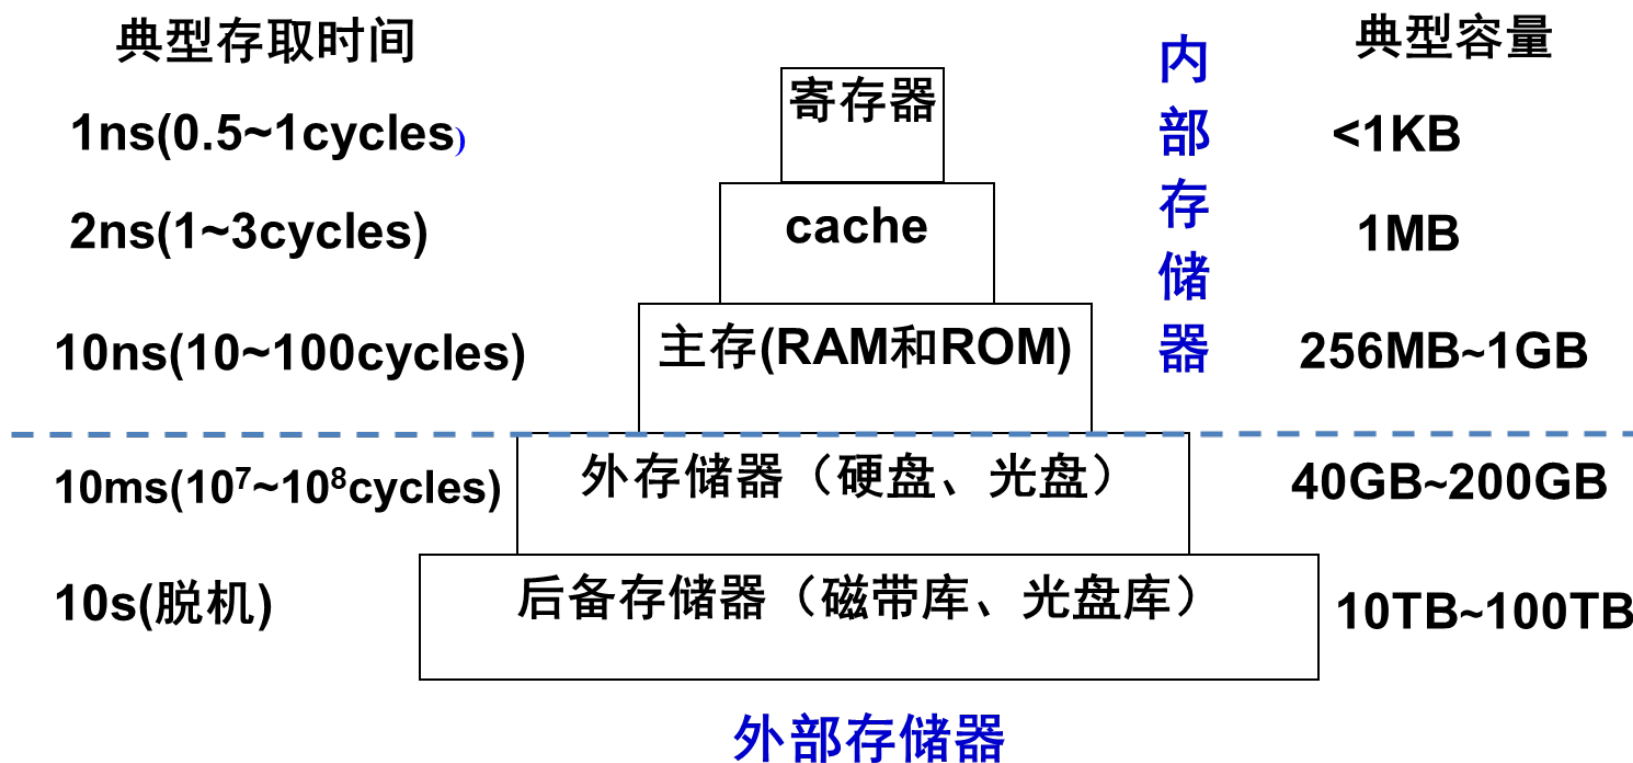 典型存取时间
典型容量
内部存储器
寄存器
1ns(0.5~1cycles)
<1KB
cache
2ns(1~3cycles)
1MB
主存(RAM和ROM)
10ns(10~100cycles)
256MB~1GB
外存储器（硬盘、光盘）
10ms(10⁷~10⁸cycles)
40GB~200GB
后备存储器（磁带库、光盘库）
10s(脱机)
10TB~100TB
外部存储器